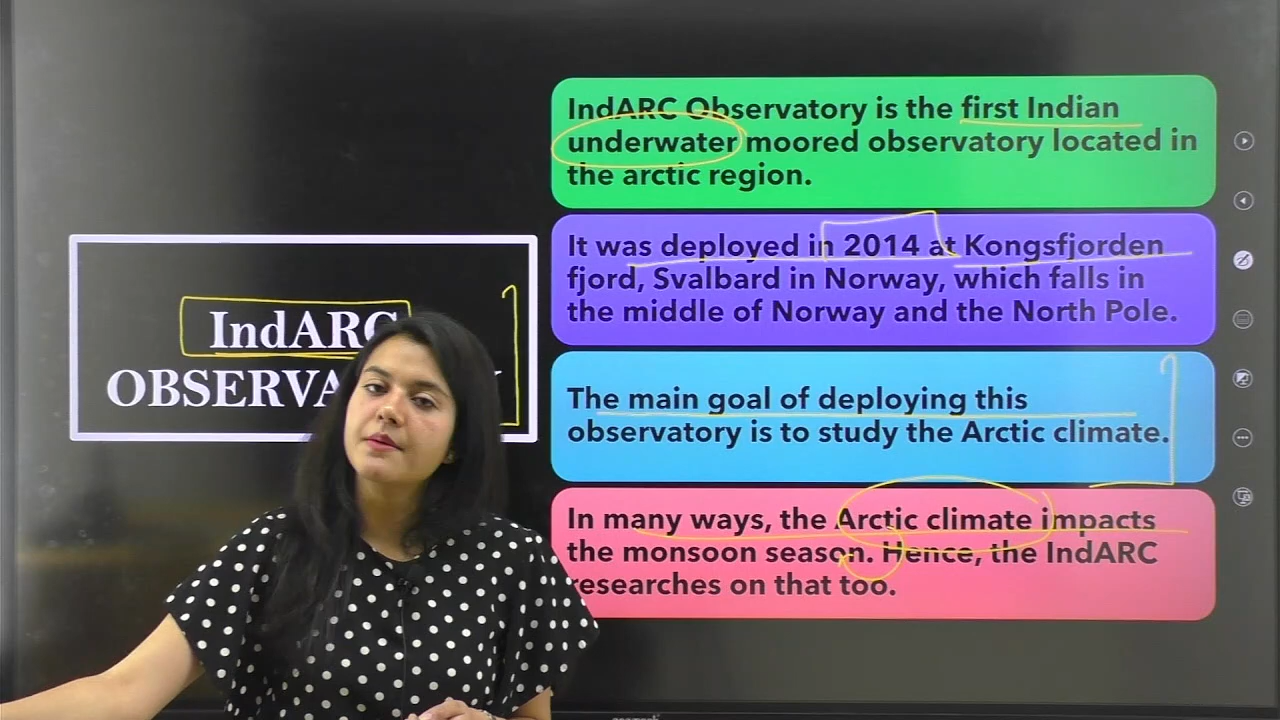 IndARC
OBSERVA
IndARC Observatory is the first Indian
underwater moored observatory located in
the arctic region.
It was deployed in 2014 at Kongsfjorden
fjord, Svalbard in Norway, which falls in
the middle of Norway and the North Pole.
The main goal of deploying this
observatory is to study the Arctic climate.
In many ways, the Arctic climate impacts
the monsoon season. Hence, the IndARC
researches on that too.